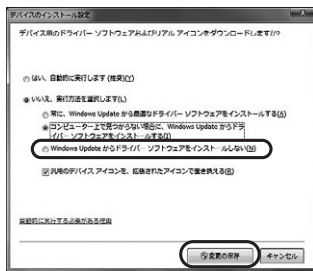 デバイスのインストール設定
デバイス用のドライバー ソフトウェアおよびリアル アイコンをダウンロードしますか?
はい、自動的に実行します (推奨)(Y)
いいえ、実行方法を選択します(L)
常に、Windows Update から最適なドライバー ソフトウェアをインストールする(A)
コンピューター上で見つからない場合に、Windows Update からドラ
イバー ソフトウェアをインストールする(I)
Windows Update からドライバー ソフトウェアをインストールしない(N)
汎用のデバイス アイコンを、拡張されたアイコンで置き換える(R)
自動的に実行する必要がある理由
変更の保存
キャンセル